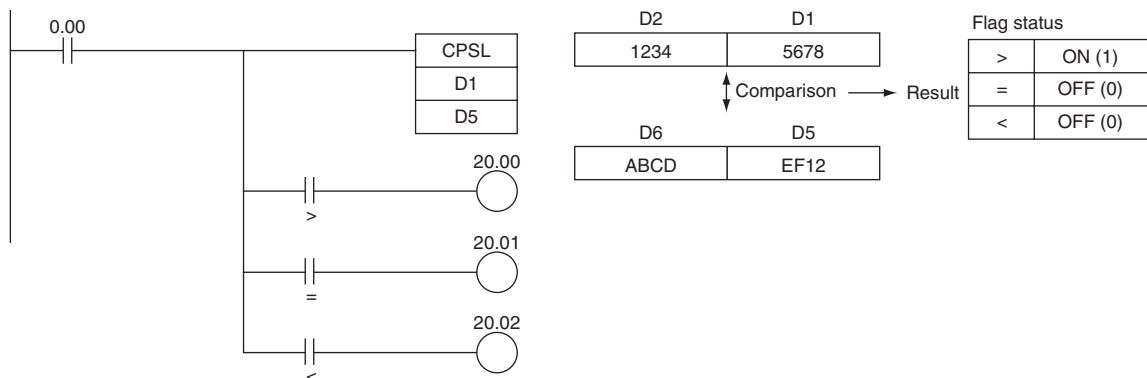 0.00
CPSL
D1
D5
20.00
>
20.01
=
20.02
<
D2 D1
1234 5678
Comparison Result
D6 D5
ABCD EF12
Flag status
> ON (1)
= OFF (0)
< OFF (0)